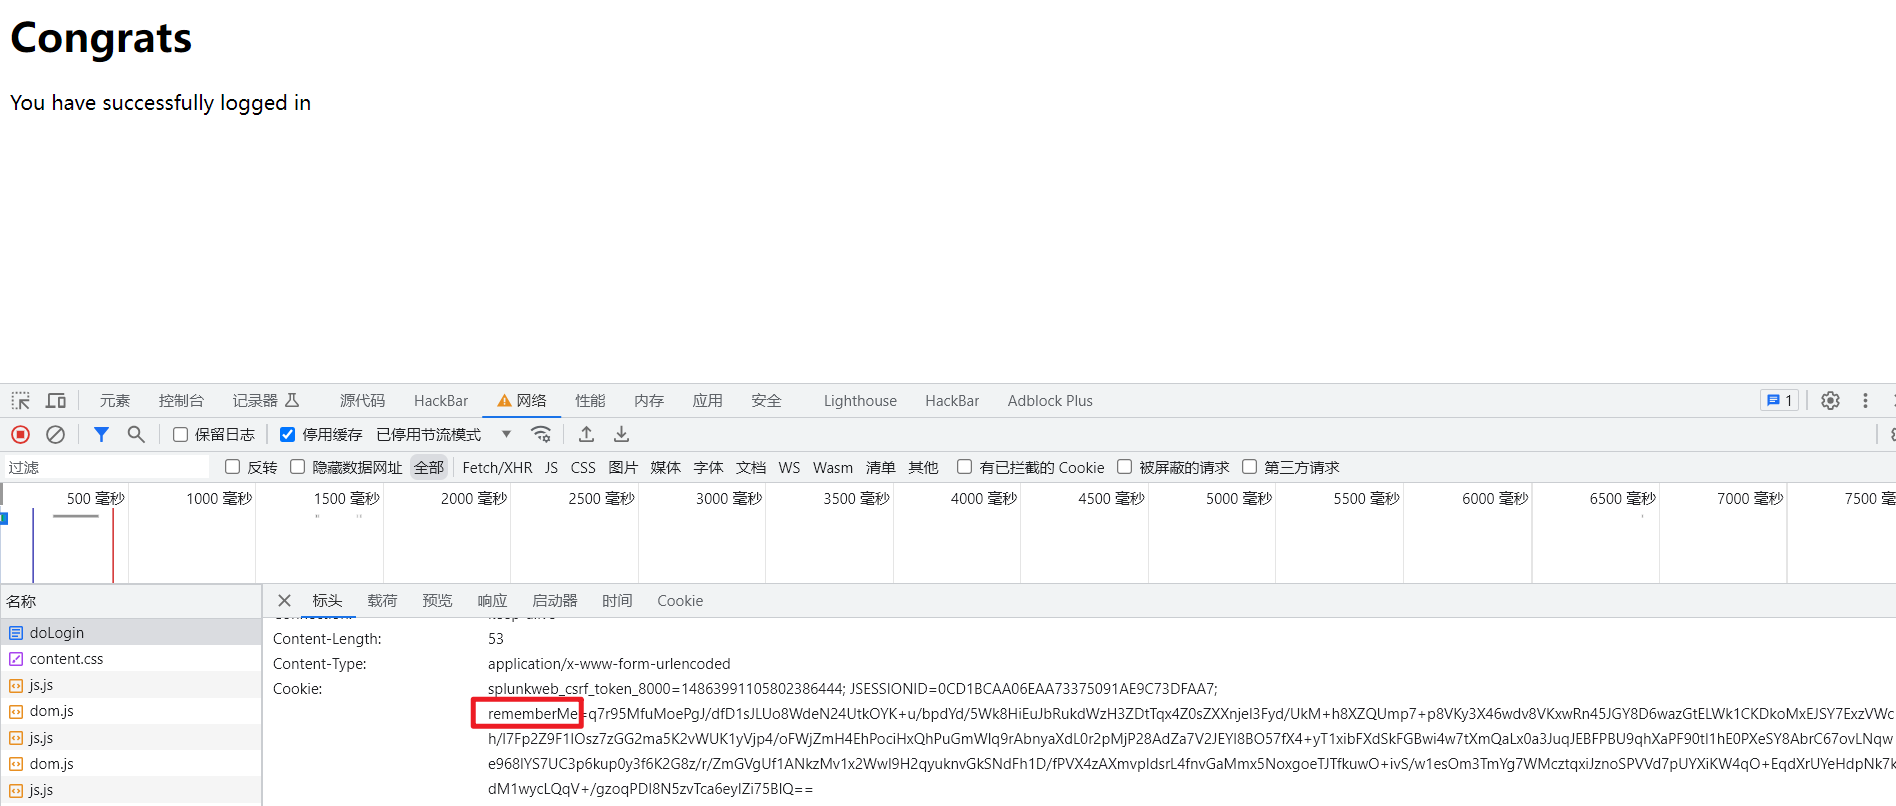 Congrats
You have successfully logged in
元素 控制台 记录器 源代码 HackBar 网络 性能 内存 应用 安全 Lighthouse HackBar Adblock Plus 1
保留日志 停用缓存 已停用节流模式
过滤 反转 隐藏数据网址 全部 Fetch/XHR JS CSS 图片 媒体 字体 文档 WS Wasm 清单 其他 有已拦截的 Cookie 被屏蔽的请求 第三方请求
500 毫秒 1000 毫秒 1500 毫秒 2000 毫秒 2500 毫秒 3000 毫秒 3500 毫秒 4000 毫秒 4500 毫秒 5000 毫秒 5500 毫秒 6000 毫秒 6500 毫秒 7000 毫秒 7500 毫
名称 标头 载荷 预览 响应 启动器 时间 Cookie
doLogin
content.css
js.js
dom.js
js.js
dom.js
js.js
Content-Length: 53
Content-Type: application/x-www-form-urlencoded
Cookie: splunkweb_csrf_token_8000=14863991105802386444; JSESSIONID=0CD1BCAA06EAA73375091AE9C73DFAA7;
rememberMe=q7r95MfuMoePgJ/dfD1sJLUo8WdeN24UtkOYK+u/bpdYd/5Wk8HiEuJbRukdWzH3ZDtTqx4Z0sZXXnjeI3Fyd/UkM+h8XZQUmp7+p8VKy3X46wdv8VKxwRn45JGY8D6wazGtELWk1CKDkoMxEJSY7ExzVWc
h/I7Fp2Z9F1IOsz7zGG2ma5K2vWUK1yVjp4/oFWjZmH4EhPociHxQhPuGmWIq9rAbnyaXdL0r2pMjP28AdZa7V2JEYI8BO57fX4+yT1xibFXdSkFGBwi4w7tXmQaLx0a3JuqJEBFPBU9qhXaPF90tI1hE0PXeSY8AbrC67ovLNqw
e968IYS7UC3p6kup0y3f6K2G8z/r/ZmGVgUf1ANkzMv1x2WwI9H2qyuknvGkSNdFh1D/fPVX4zAXmvpIdsrL4fnvGaMmx5NoxgoeTJTfkuwO+ivS/w1esOm3TmYg7WMcztqxiJznoSPVVd7pUYXiKW4qO+EqdXrUYeHdpNk7k
dM1wycLQqV+/gzoqPDI8N5zvTca6eyIZi75BIQ==